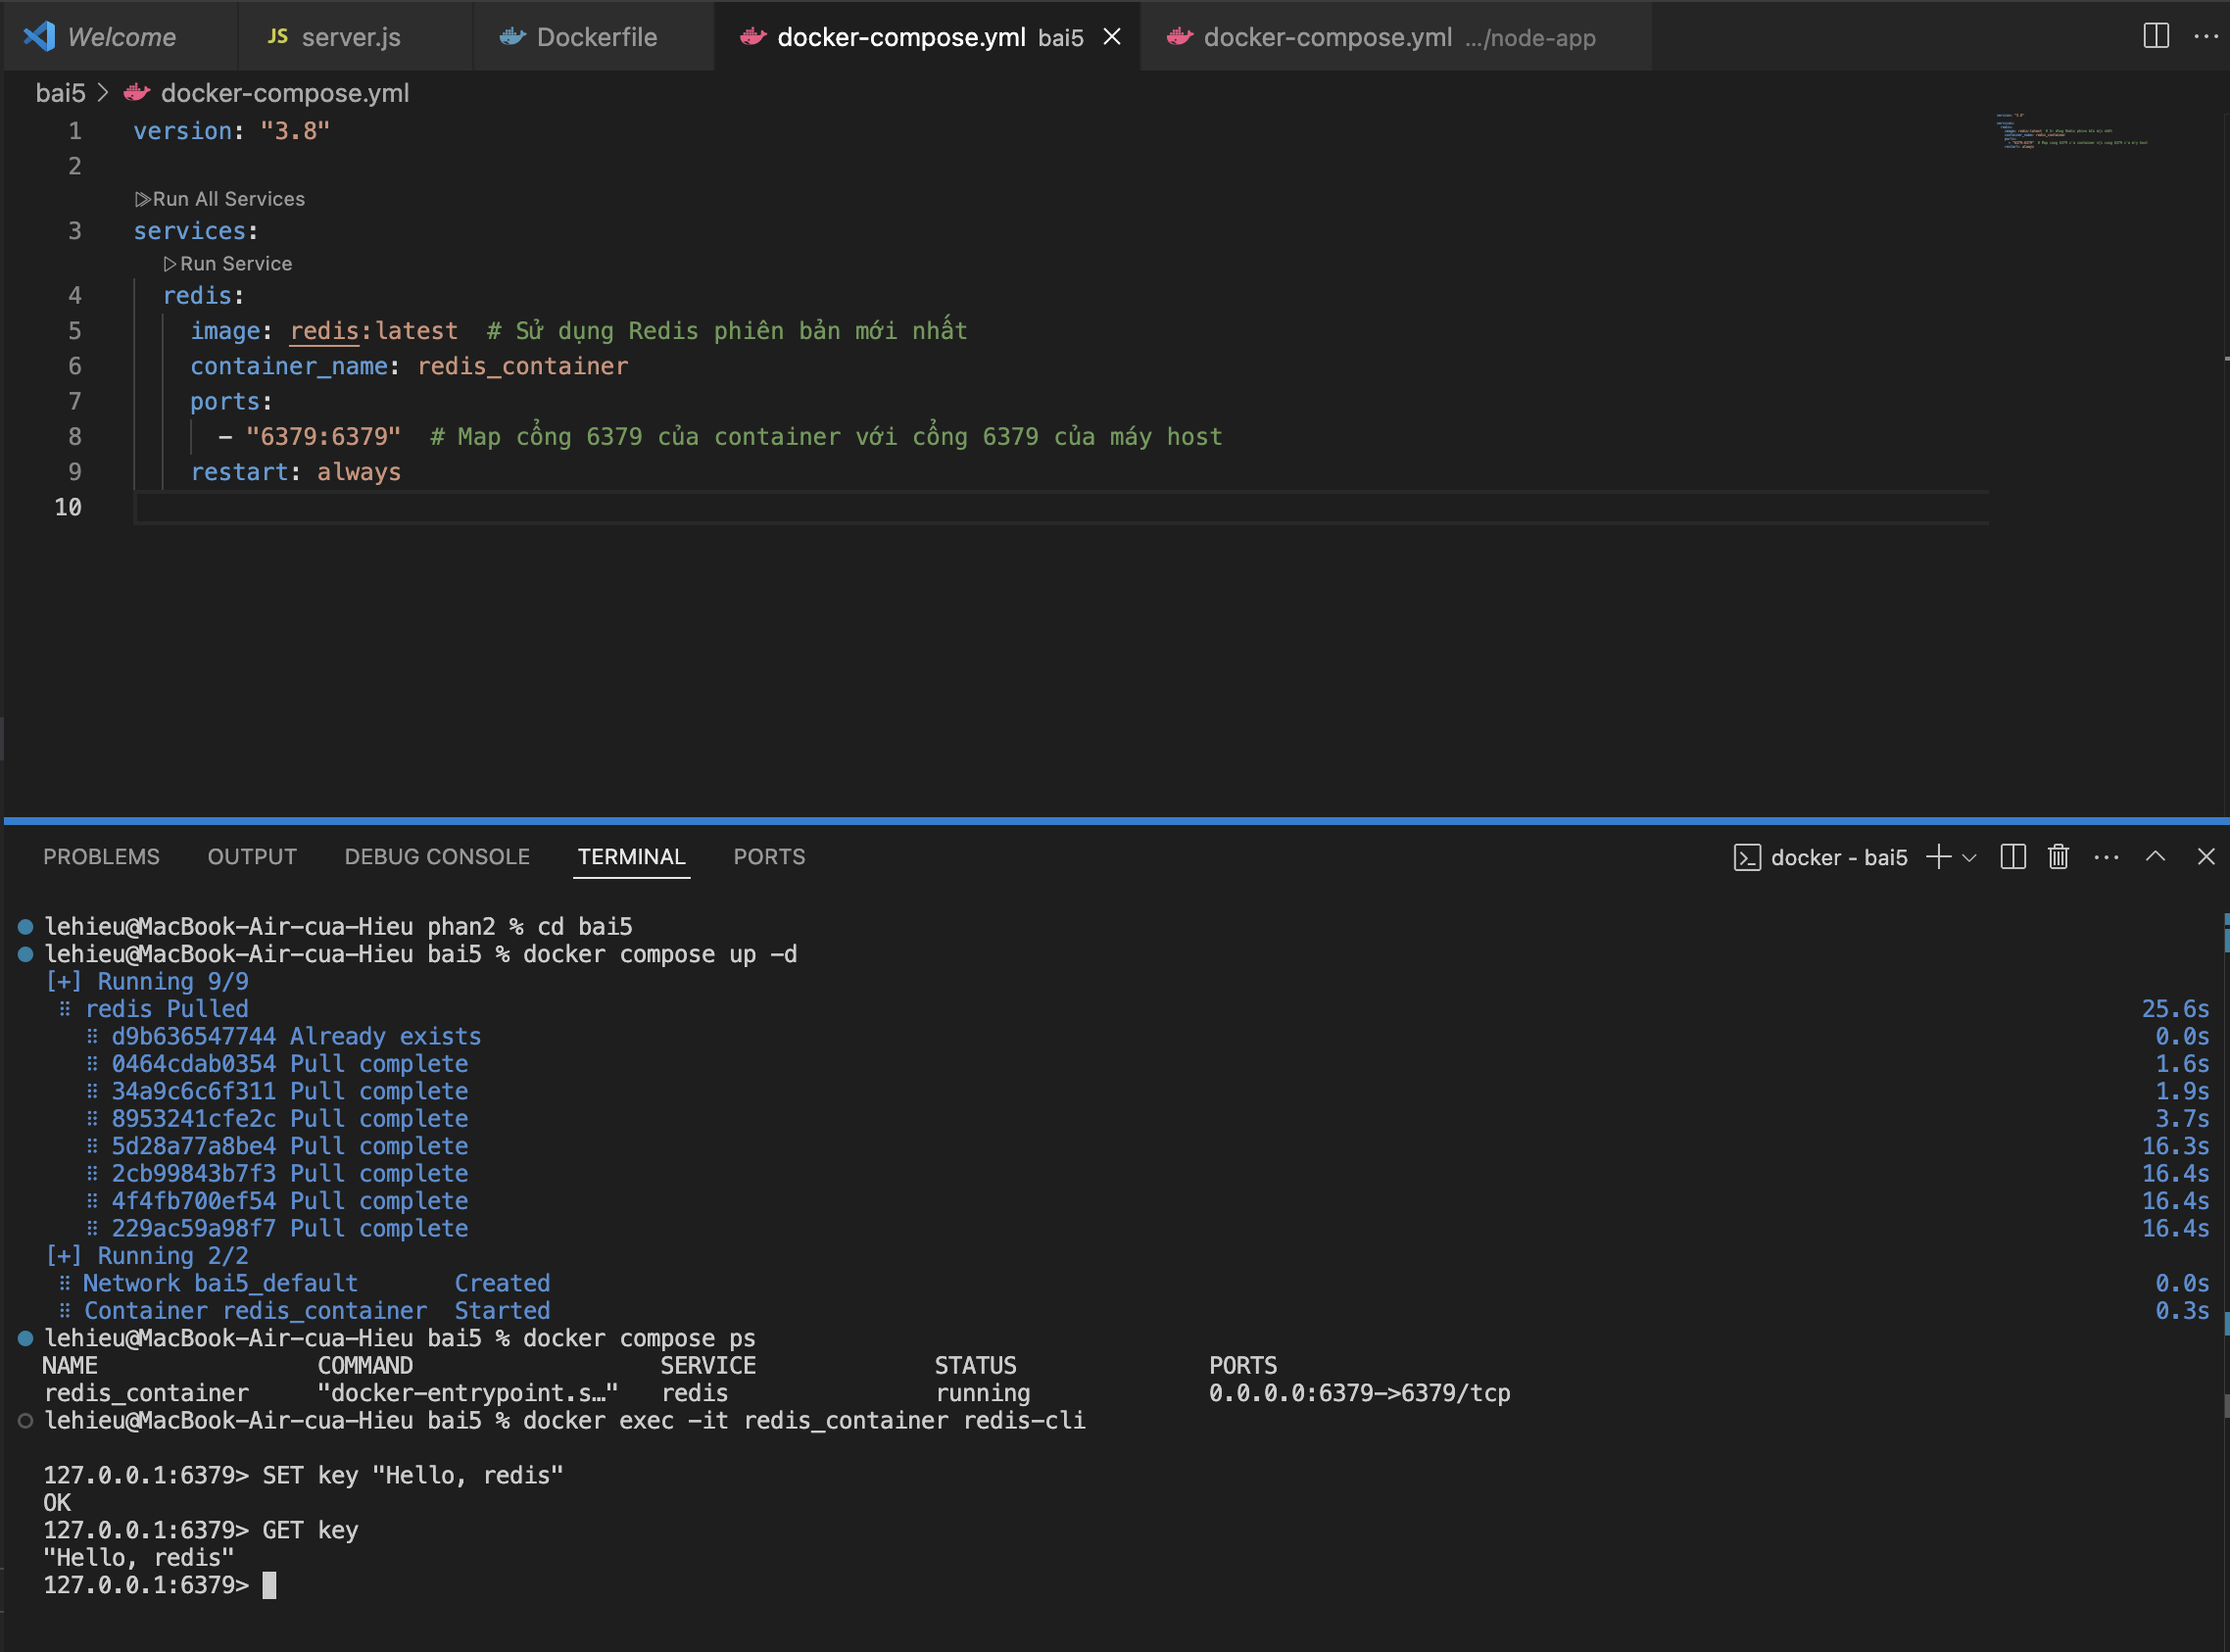 Welcome JS server.js Dockerfile docker-compose.yml bai5 docker-compose.yml .../node-app
bai5 > docker-compose.yml
1 version: "3.8"
2
Run All Services
3 services:
Run Service
4 redis:
5 image: redis:latest # Sử dụng Redis phiên bản mới nhất
6 container_name: redis_container
7 ports:
8 - "6379:6379" # Map cổng 6379 của container với cổng 6379 của máy host
9 restart: always
10
PROBLEMS OUTPUT DEBUG CONSOLE TERMINAL PORTS docker - bai5
lehieu@MacBook-Air-cua-Hieu phan2 % cd bai5
lehieu@MacBook-Air-cua-Hieu bai5 % docker compose up -d
[+] Running 9/9
⠿ redis Pulled 25.6s
⠿ d9b636547744 Already exists 0.0s
⠿ 0464cdab0354 Pull complete 1.6s
⠿ 34a9c6c6f311 Pull complete 1.9s
⠿ 8953241cfe2c Pull complete 3.7s
⠿ 5d28a77a8be4 Pull complete 16.3s
⠿ 2cb99843b7f3 Pull complete 16.4s
⠿ 4f4fb700ef54 Pull complete 16.4s
⠿ 229ac59a98f7 Pull complete 16.4s
[+] Running 2/2
⠿ Network bai5_default Created 0.0s
⠿ Container redis_container Started 0.3s
lehieu@MacBook-Air-cua-Hieu bai5 % docker compose ps
NAME COMMAND SERVICE STATUS PORTS
redis_container "docker-entrypoint.s…" redis running 0.0.0.0:6379->6379/tcp
lehieu@MacBook-Air-cua-Hieu bai5 % docker exec -it redis_container redis-cli
127.0.0.1:6379> SET key "Hello, redis"
OK
127.0.0.1:6379> GET key
"Hello, redis"
127.0.0.1:6379>